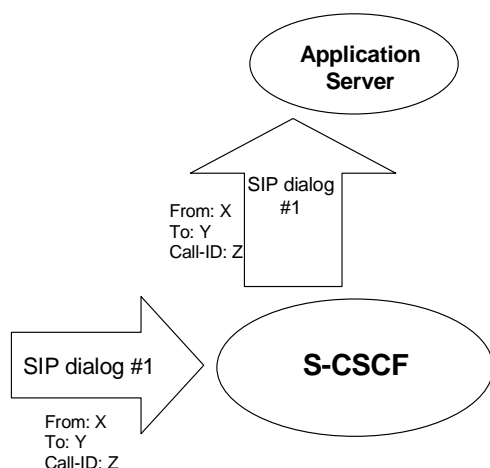 Application
Server
SIP dialog
#1
From: X
To: Y
Call-ID: Z
SIP dialog #1
S-CSCF
From: X
To: Y
Call-ID: Z